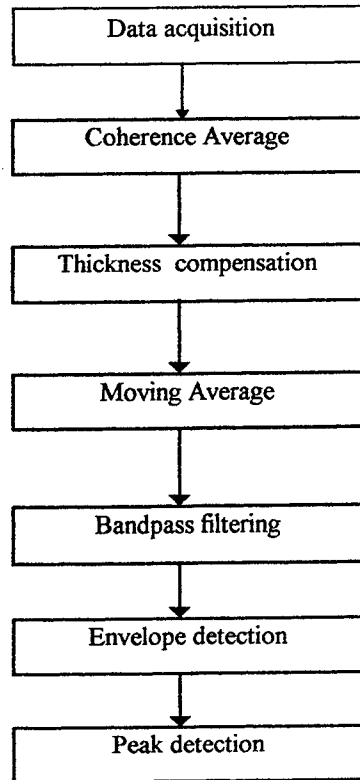 Data acquisition
Coherence Average
Thickness compensation
Moving Average
Bandpass filtering
Envelope detection
Peak detection